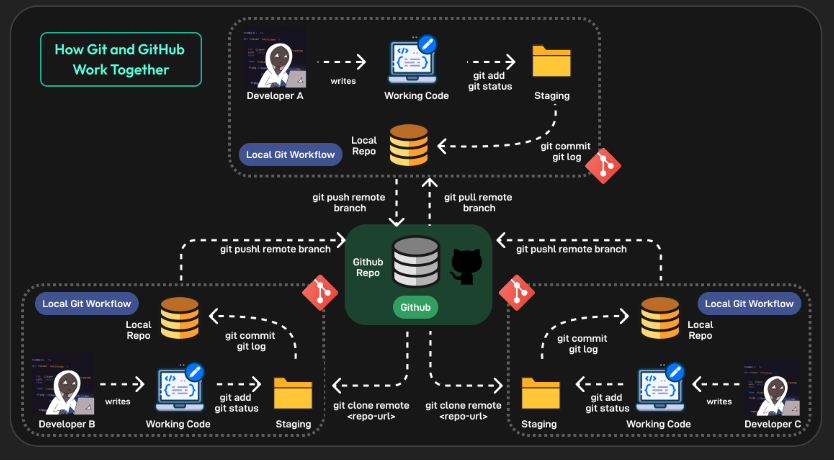 How Git and GitHub
Work Together
Developer A
writes
Working Code
git add
git status
Staging
Local
Repo
Local Git Workflow
git commit
git log
git push remote
branch
git pull remote
branch
git pushl remote branch
Github
Repo
Github
git pushl remote branch
Local Git Workflow
Local
Repo
git commit
git log
Developer B
writes
Working Code
git add
git status
Staging
git clone remote
<repo-url>
git clone remote
<repo-url>
Local Git Workflow
Local
Repo
git commit
git log
Staging
git add
git status
Working Code
writes
Developer C